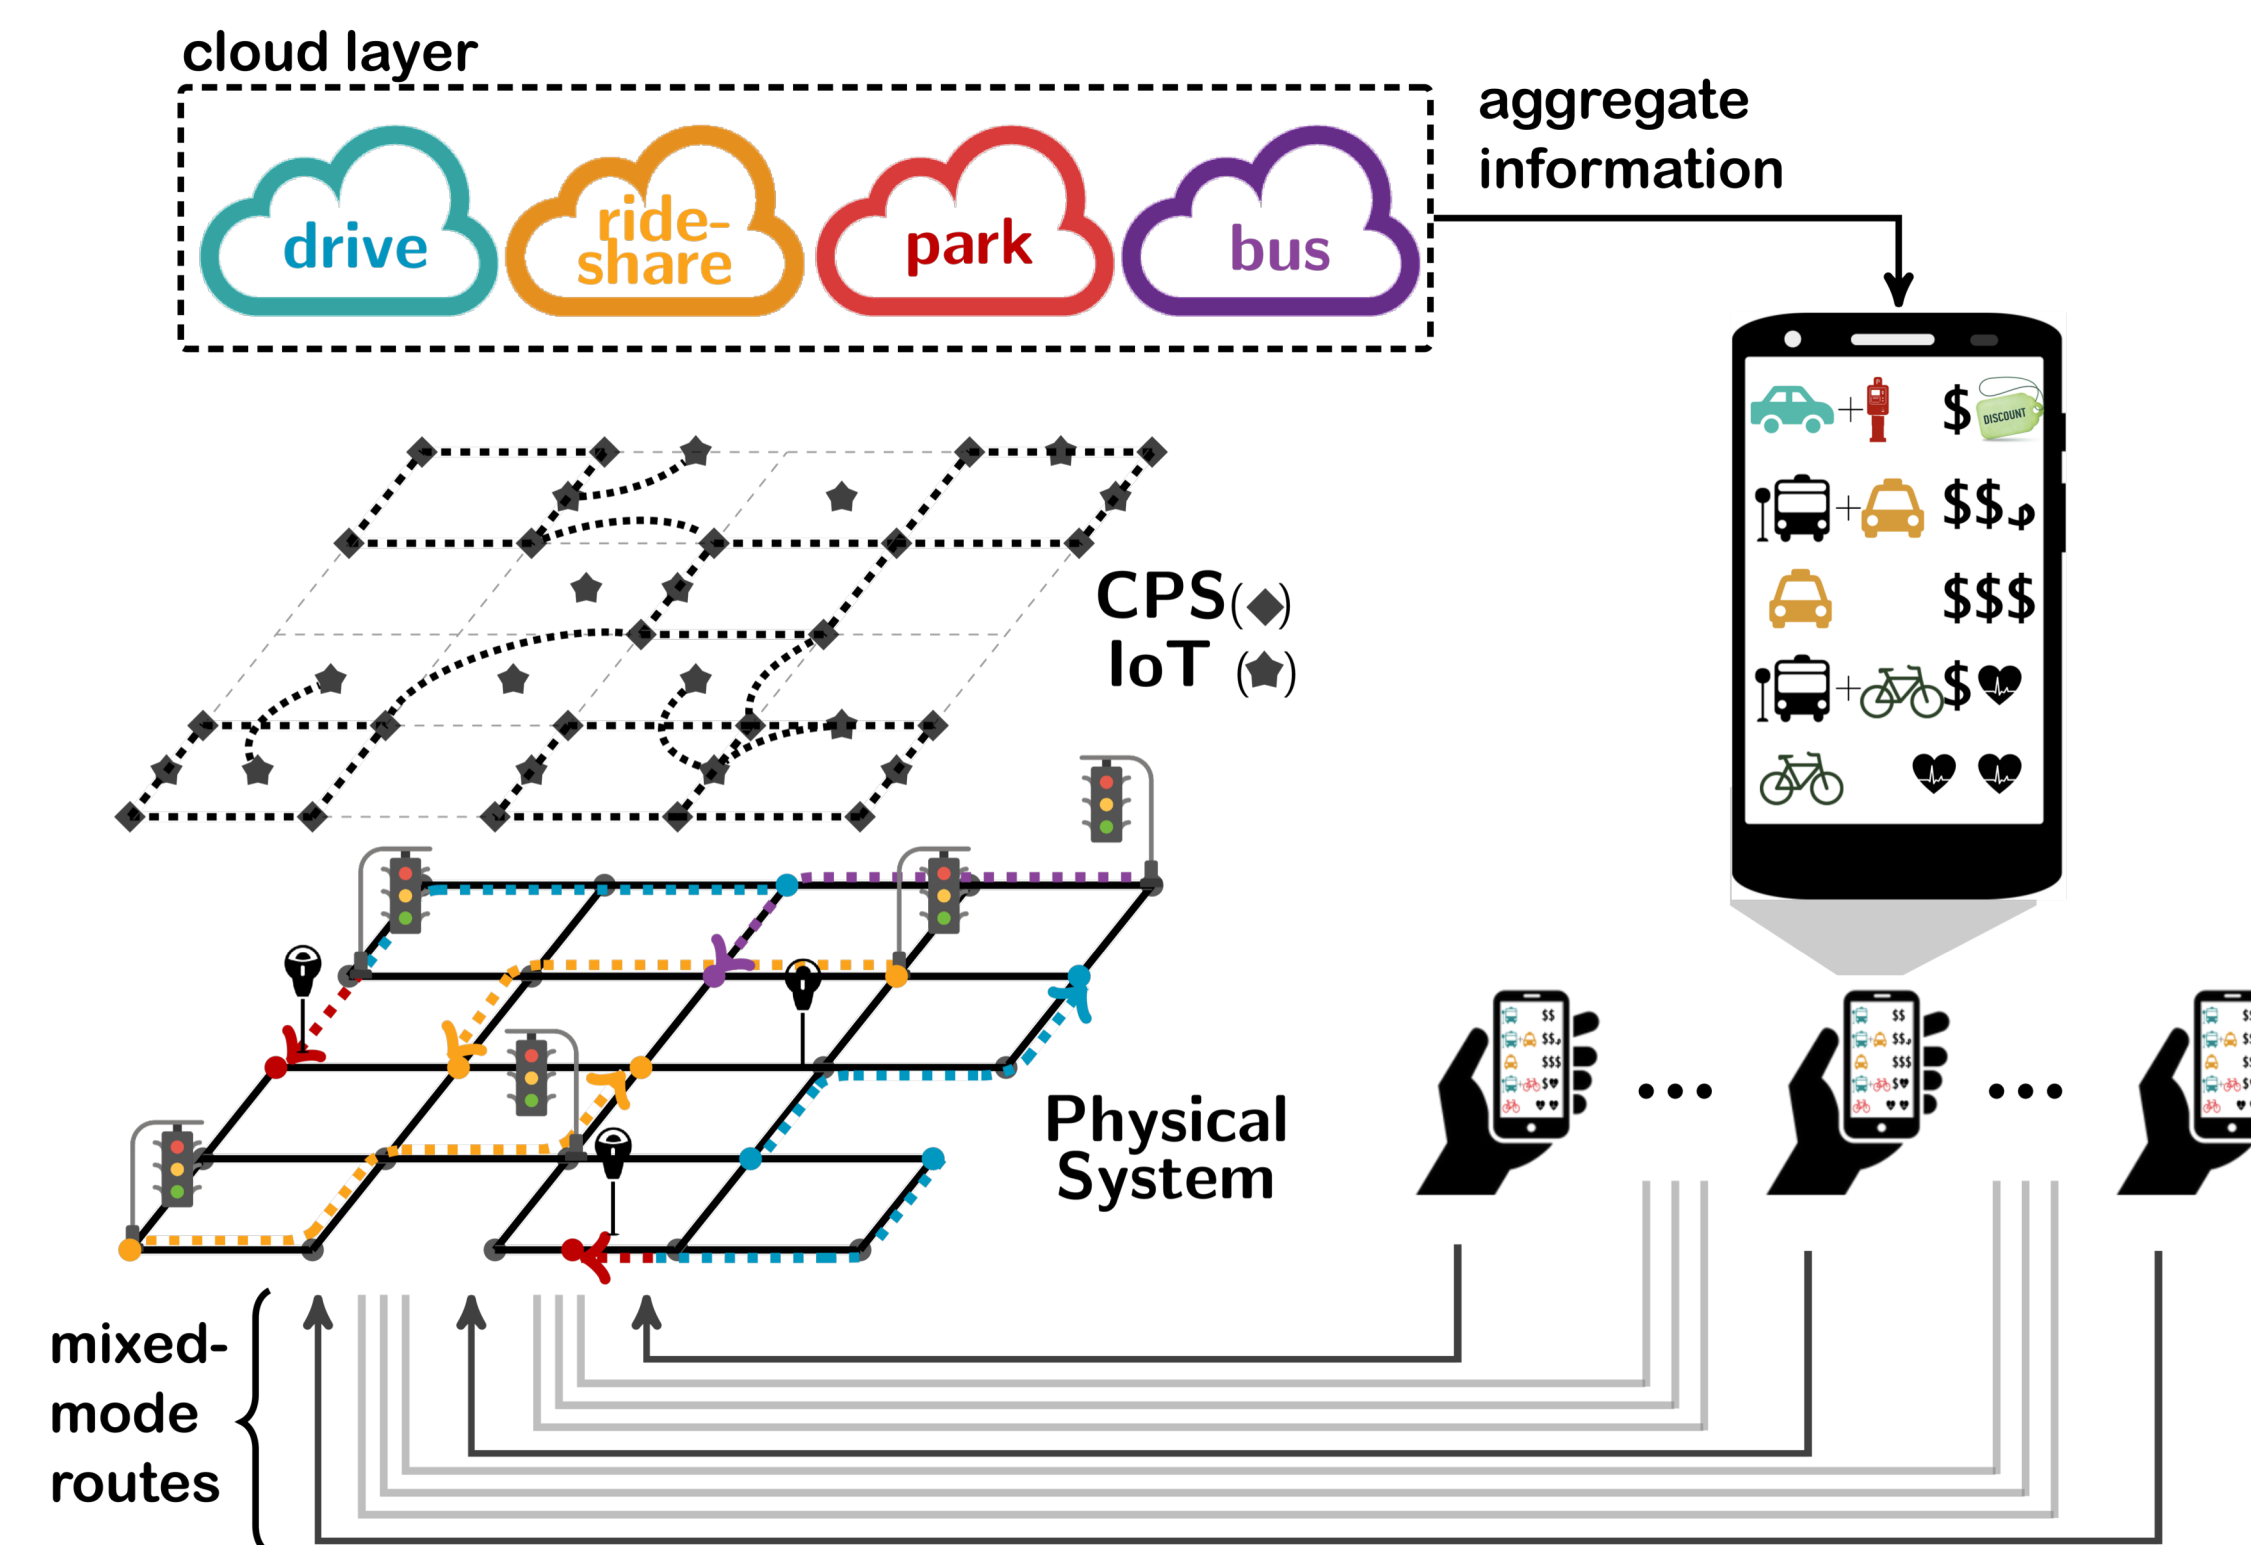 cloud layer
drive
ride-
share
park
bus
aggregate
information
+
$
DISCOUNT
+
$$
$$$
+
$
CPS(◆)
IoT (★)
Physical
System
$$
+
$$
$$$
+
$
$$
+
$$
$$$
+
$
mixed-
mode
routes